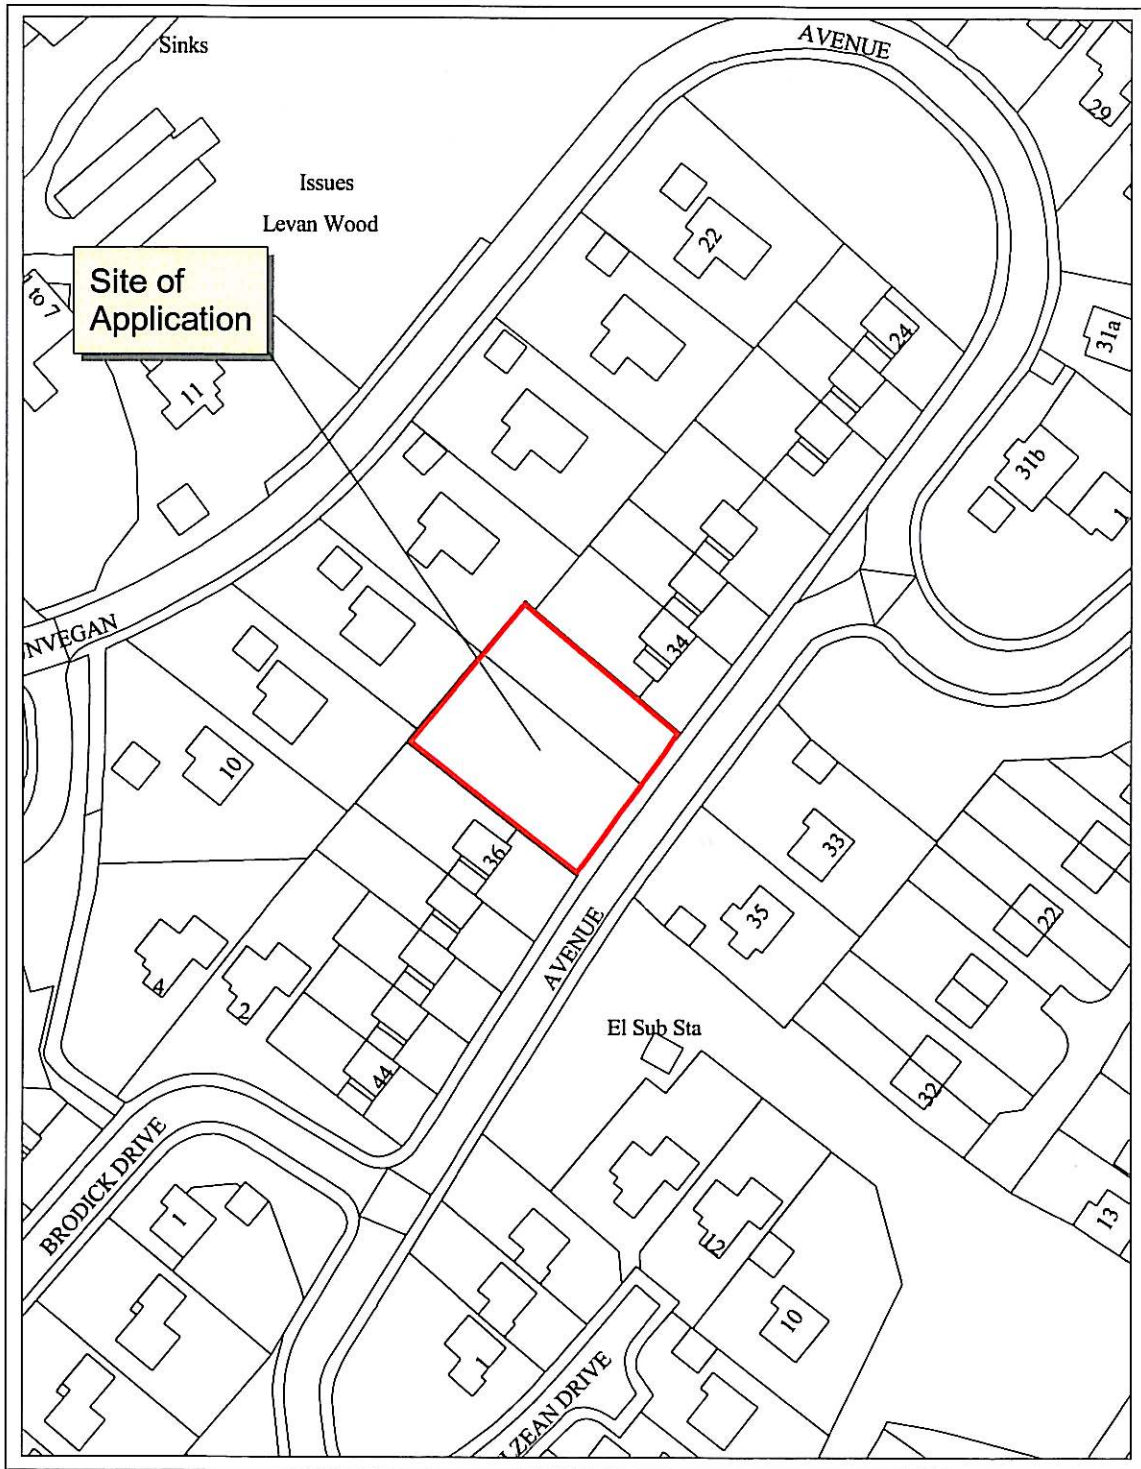 Sinks
AVENUE
29
Issues
Levan Wood
22
Site of
Application
to 7
24
31a
11
31b
1
NVEGAN
34
10
36
33
35
22
AVENUE
4
2
El Sub Sta
44
32
BRODICK DRIVE
1
12
13
10
1
LZEAN DRIVE